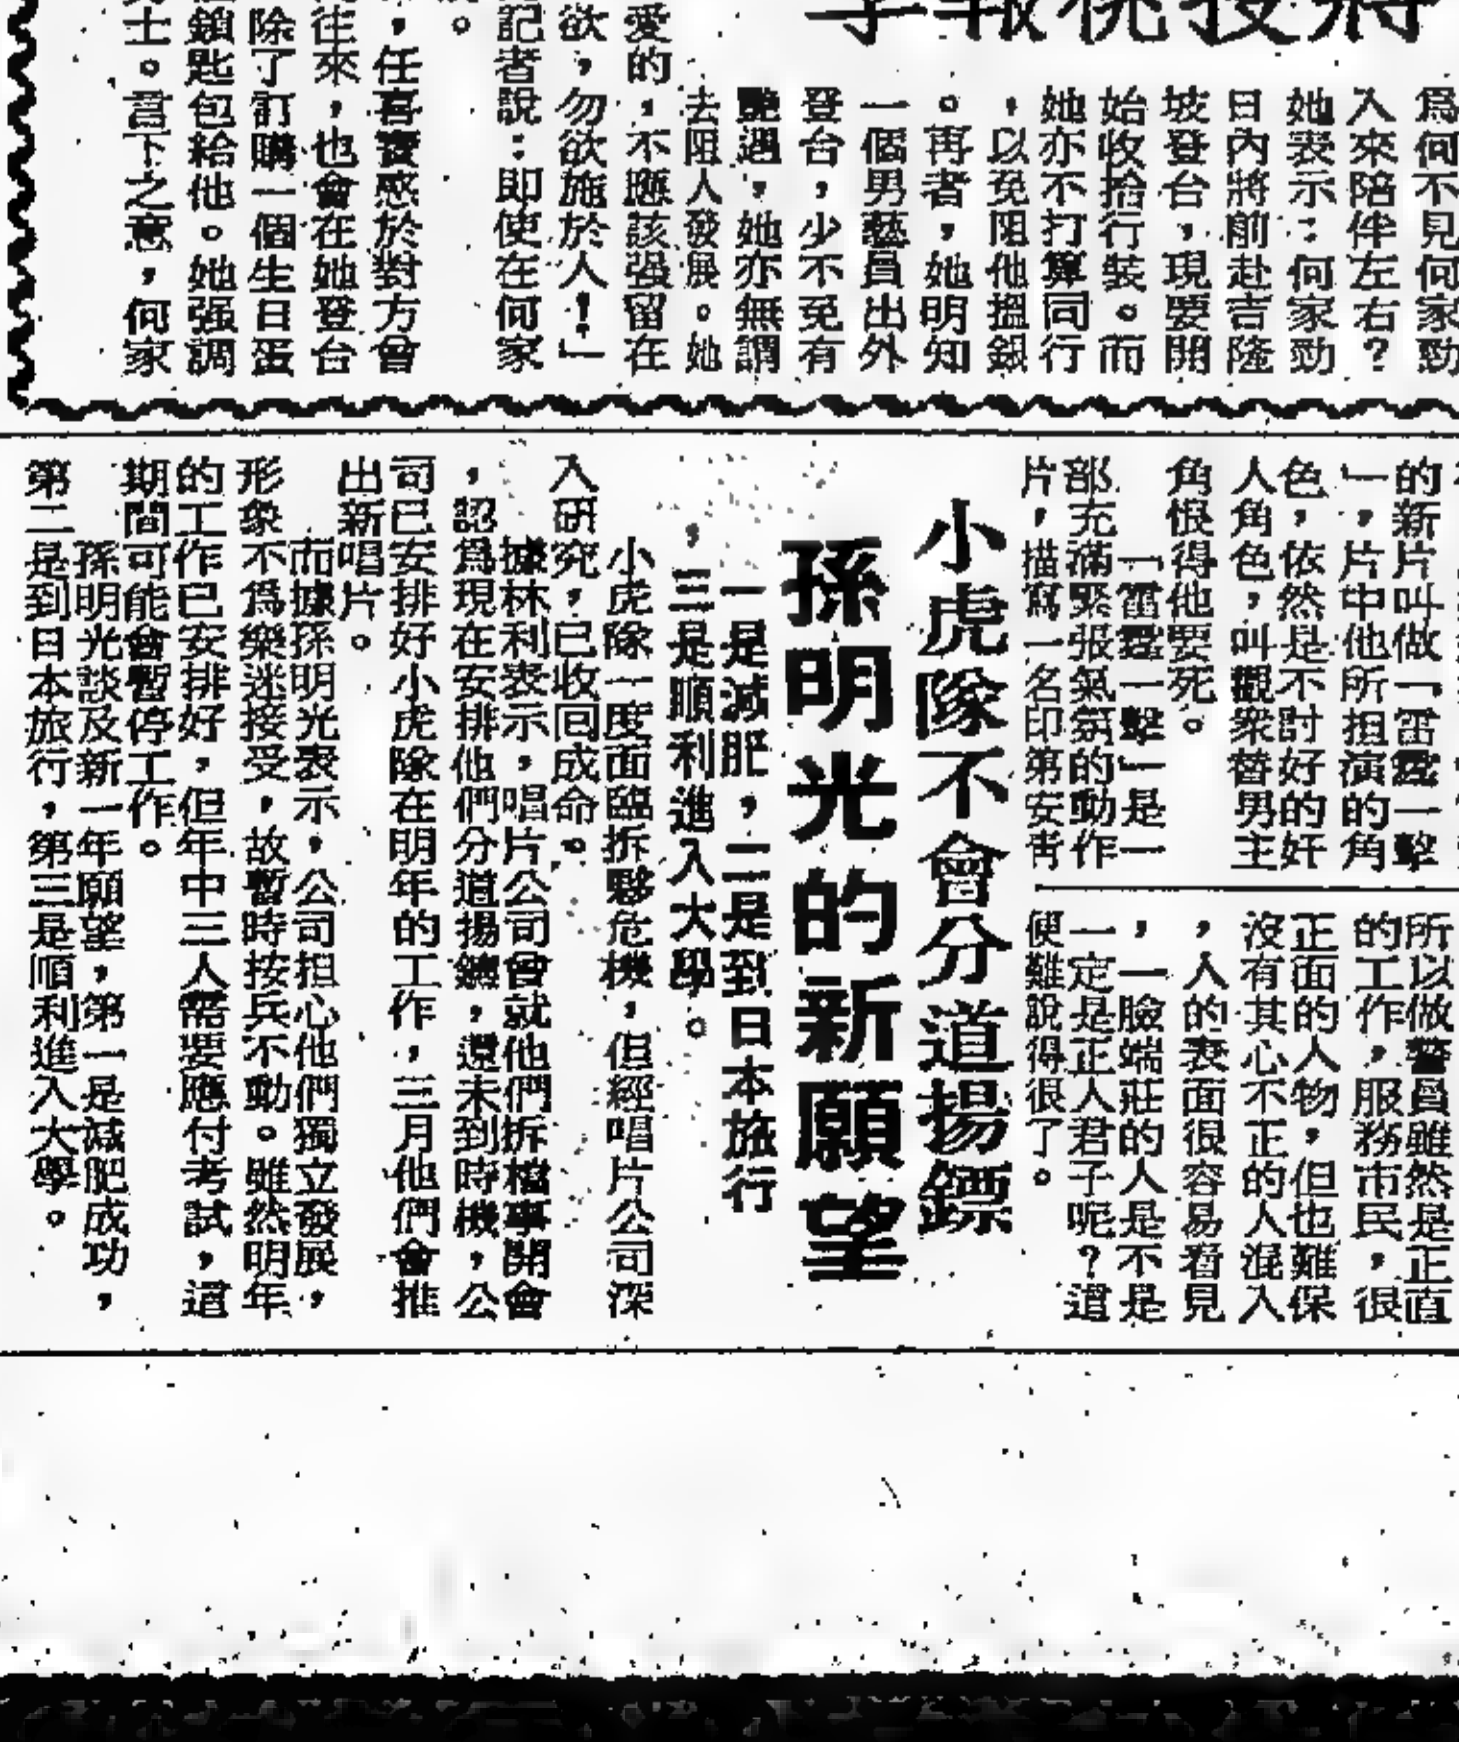 將投視報学
為何不見何家勁
入來陪伴左右？
她表示：何家勁
日內將前赴吉隆
坡登台，現要開
始收拾行裝。而
她亦不打算同行
，以免阻他搵銀
。再者，她明知
一個男藝員出外
登台，少不免有
艷遇，她亦無謂
去阻人發展。她
愛的，不應該强留在
欲，勿欲施於人！」
記者說：即使在何家
。
，任喜寶惑於對方會
往來，也會在她登台
除了訂購一個生日蛋
鎖匙包給他。她强調
士。言下之意，何家
的新片叫做「雷霆一擊
」，片中他所担演的角
色，依然是不討好的奸
人角色，叫觀衆替男主
角恨得他要死。
「雷霆一擊」是一
部充滿緊張氣氛的動作
片，描寫一名印第安青
所以做警員雖然是正直
的工作，服務市民，很
正面的人物，但也難保
沒有其心不正的人混入
，人的表面很容易看見
，一臉端莊的人是不是
一定是正人君子呢？這
便難說得很了。
小虎隊不會分道揚鏢
孫明光的新願望
一是減肥，二是到日本旅行
，三是順利進入大學。
小虎隊一度面臨拆夥危機，但經唱片公司深
入研究，已收回成命。
據林利表示，唱片公司會就他們拆檔事開會
，認為現在安排他們分道揚鑣，還未到時機，公
司已安排好小虎隊在明年的工作，三月他們會推
出新唱片。
而據孫明光表示，公司担心他們獨立發展，
形象不為樂迷接受，故暫時按兵不動。雖然明年
的工作已安排好，但年中三人需要應付考試，這
期間可能會暫停工作。
孫明光談及新一年願望，第一是減肥成功，
第二是到日本旅行，第三是順利進入大學。